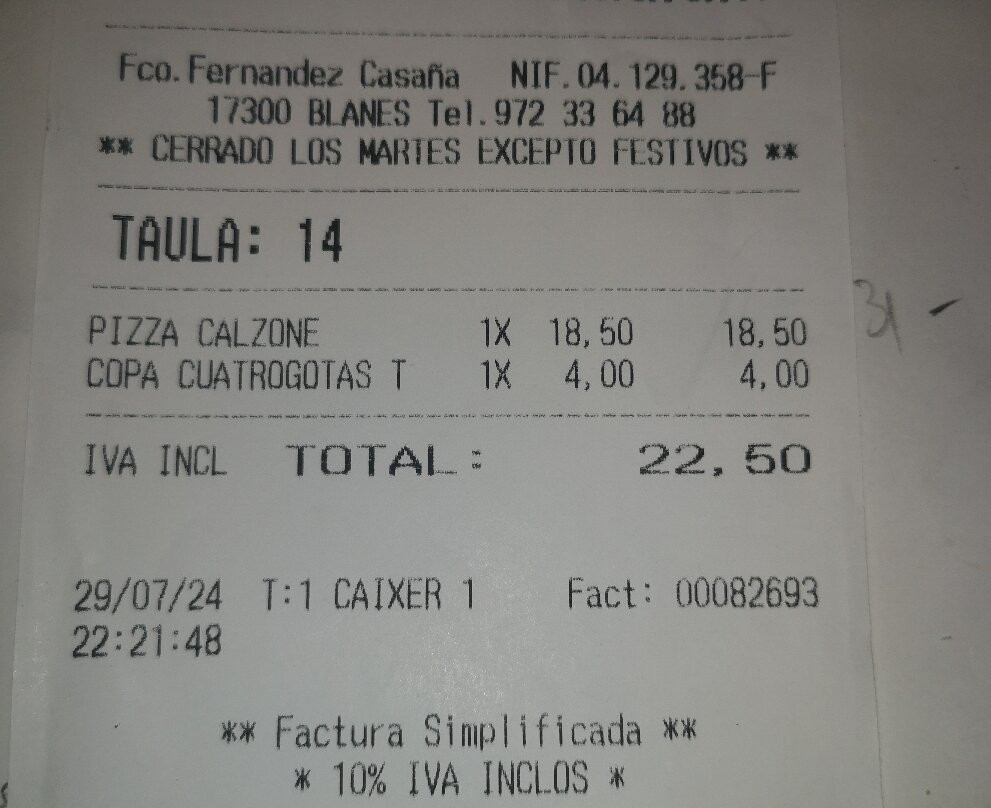 Fco. Fernandez Casaña NIF. 04. 129. 358-F
17300 BLANES Tel. 972 33 64 88
** CERRADO LOS MARTES EXCEPTO FESTIVOS **
TAULA: 14
PIZZA CALZONE 1X 18,50 18,50
COPA CUATROGOTAS T 1X 4,00 4,00
IVA INCL TOTAL: 22,50
29/07/24 T:1 CAIXER 1 Fact: 00082693
22:21:48
** Factura Simplificada **
* 10% IVA INCLOS *